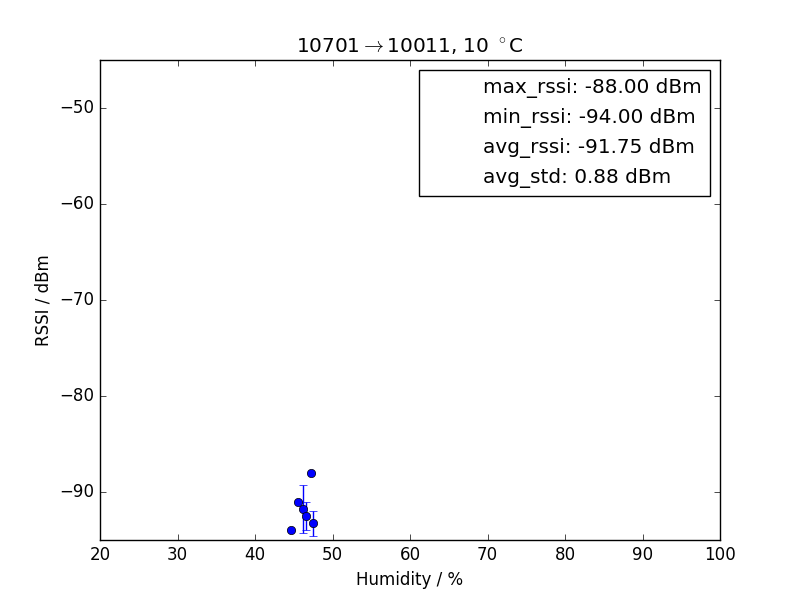 10701→10011, 10 °C
max_rssi: -88.00 dBm
min_rssi: -94.00 dBm
avg_rssi: -91.75 dBm
avg_std: 0.88 dBm
RSSI / dBm
−50
−60
−70
−80
−90
20 30 40 50 60 70 80 90 100
Humidity / %